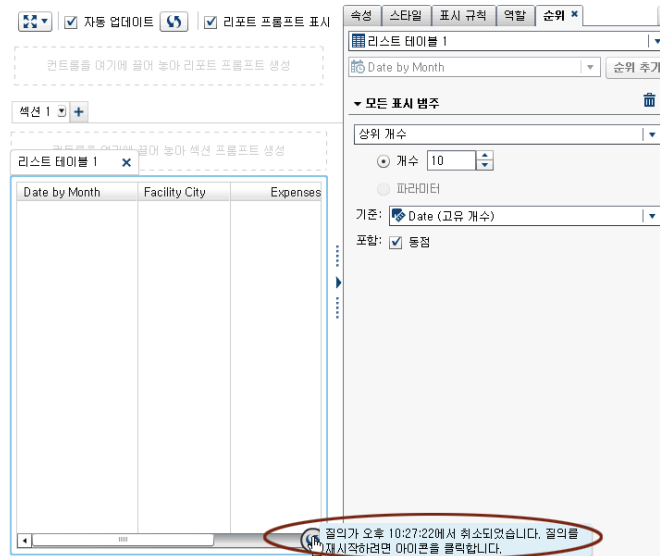 자동 업데이트
리포트 프롬프트 표시
컨트롤을 여기에 끌어 놓아 리포트 프롬프트 생성
섹션 1
끌어 놓아 섹션 프롬프트 생성
리스트 테이블 1
Date by Month Facility City Expenses
속성 스타일 표시 규칙 역할 순위
리스트 테이블 1
Date by Month 순위 추가
모든 표시 범주
상위 개수
개수 10
파라미터
기준: Date (고유 개수)
포함: 동점
질의가 오후 10:27:22에서 취소되었습니다. 질의를
재시작하려면 아이콘을 클릭합니다.